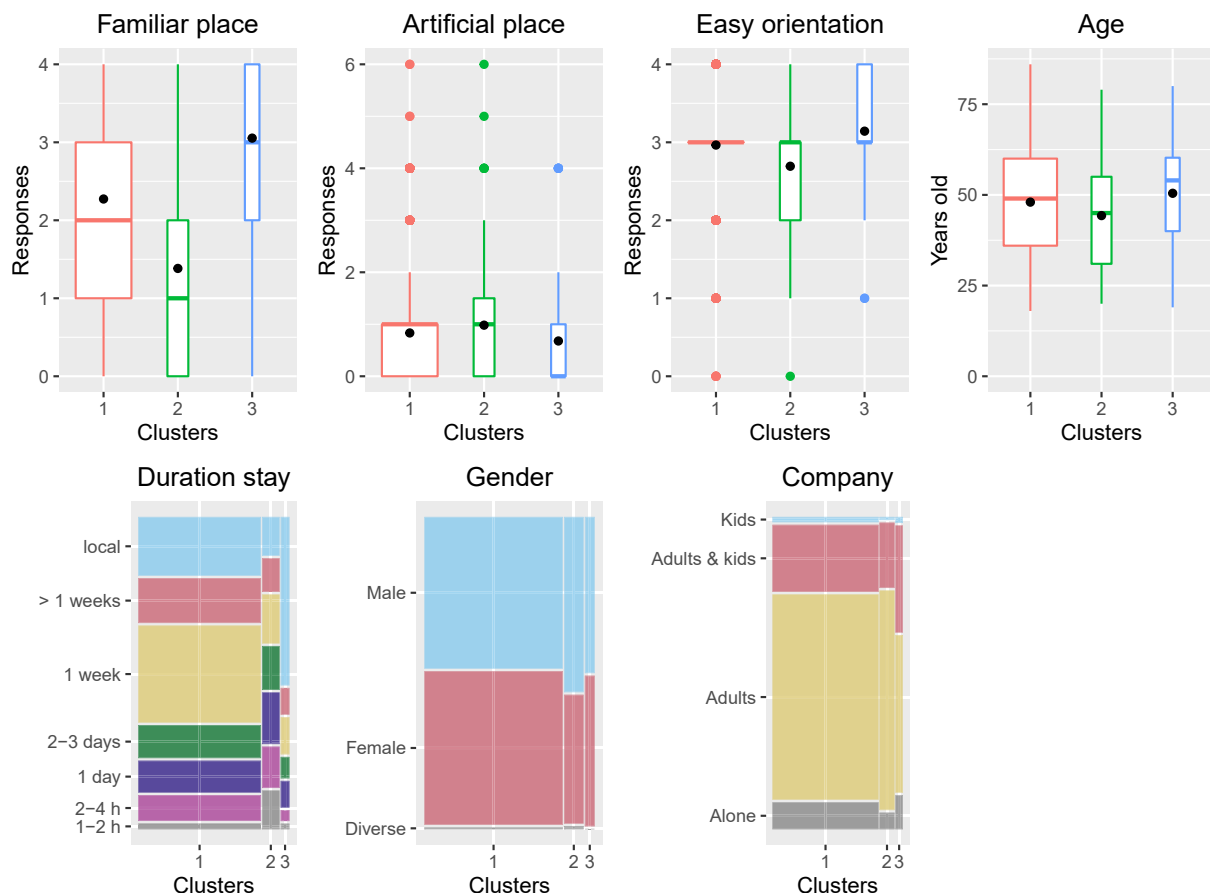 Familiar place
Artificial place
Easy orientation
Age
4
3
2
1
0
Responses
1 2 3
Clusters
6
4
2
0
Responses
1 2 3
Clusters
4
3
2
1
0
Responses
1 2 3
Clusters
75
50
25
0
Years old
1 2 3
Clusters
Duration stay
Gender
Company
local
> 1 weeks
1 week
2−3 days
1 day
2−4 h
1−2 h
1 2 3
Clusters
Male
Female
Diverse
1 2 3
Clusters
Kids
Adults & kids
Adults
Alone
1 2 3
Clusters